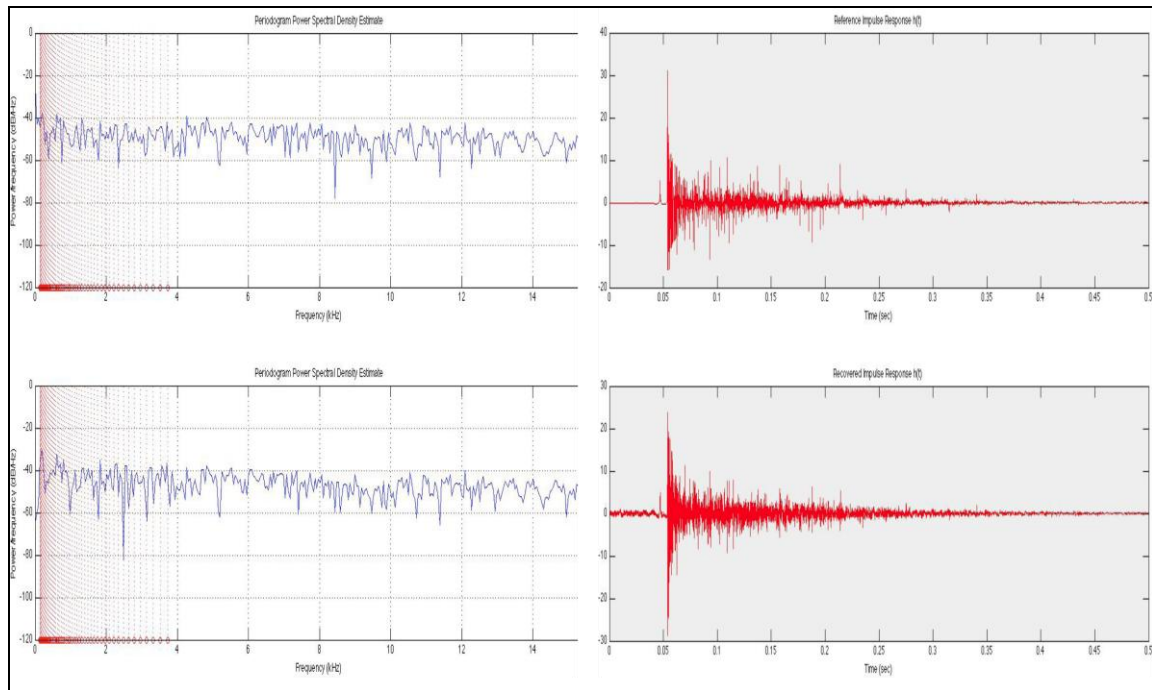 Periodogram Power Spectral Density Estimate
0
-20
-40
-60
-80
-100
-120
Power/frequency (dB/Hz)
0 2 4 6 8 10 12 14
Frequency (kHz)
Reference Impulse Response h(t)
40
30
20
10
0
-10
-20
0 0.05 0.1 0.15 0.2 0.25 0.3 0.35 0.4 0.45 0.5
Time (sec)
Periodogram Power Spectral Density Estimate
0
-20
-40
-60
-80
-100
-120
Power/frequency (dB/Hz)
0 2 4 6 8 10 12 14
Frequency (kHz)
Recovered Impulse Response h(t)
30
20
10
0
-10
-20
-30
0 0.05 0.1 0.15 0.2 0.25 0.3 0.35 0.4 0.45 0.5
Time (sec)